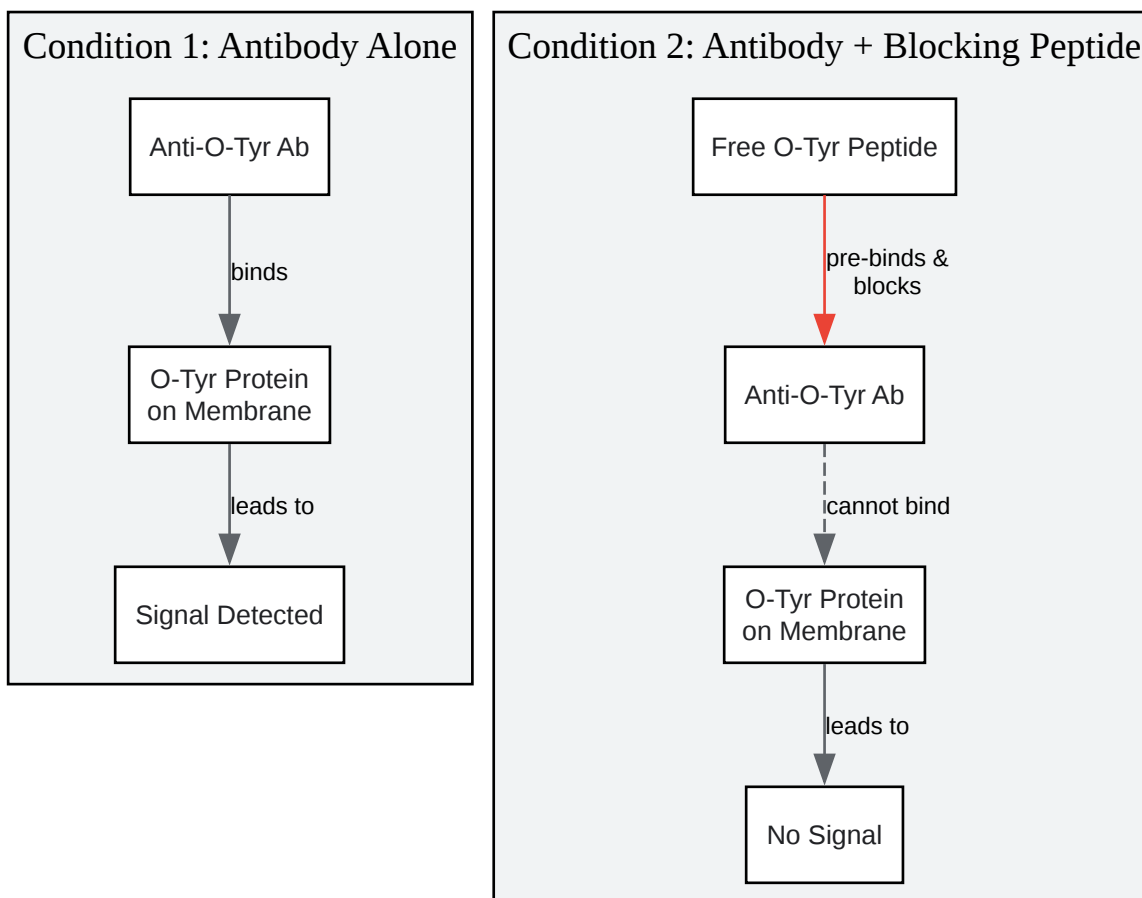 Condition 1: Antibody Alone
Anti-O-Tyr Ab
binds
O-Tyr Protein
on Membrane
leads to
Signal Detected
Condition 2: Antibody + Blocking Peptide
Free O-Tyr Peptide
pre-binds &
blocks
Anti-O-Tyr Ab
cannot bind
O-Tyr Protein
on Membrane
leads to
No Signal